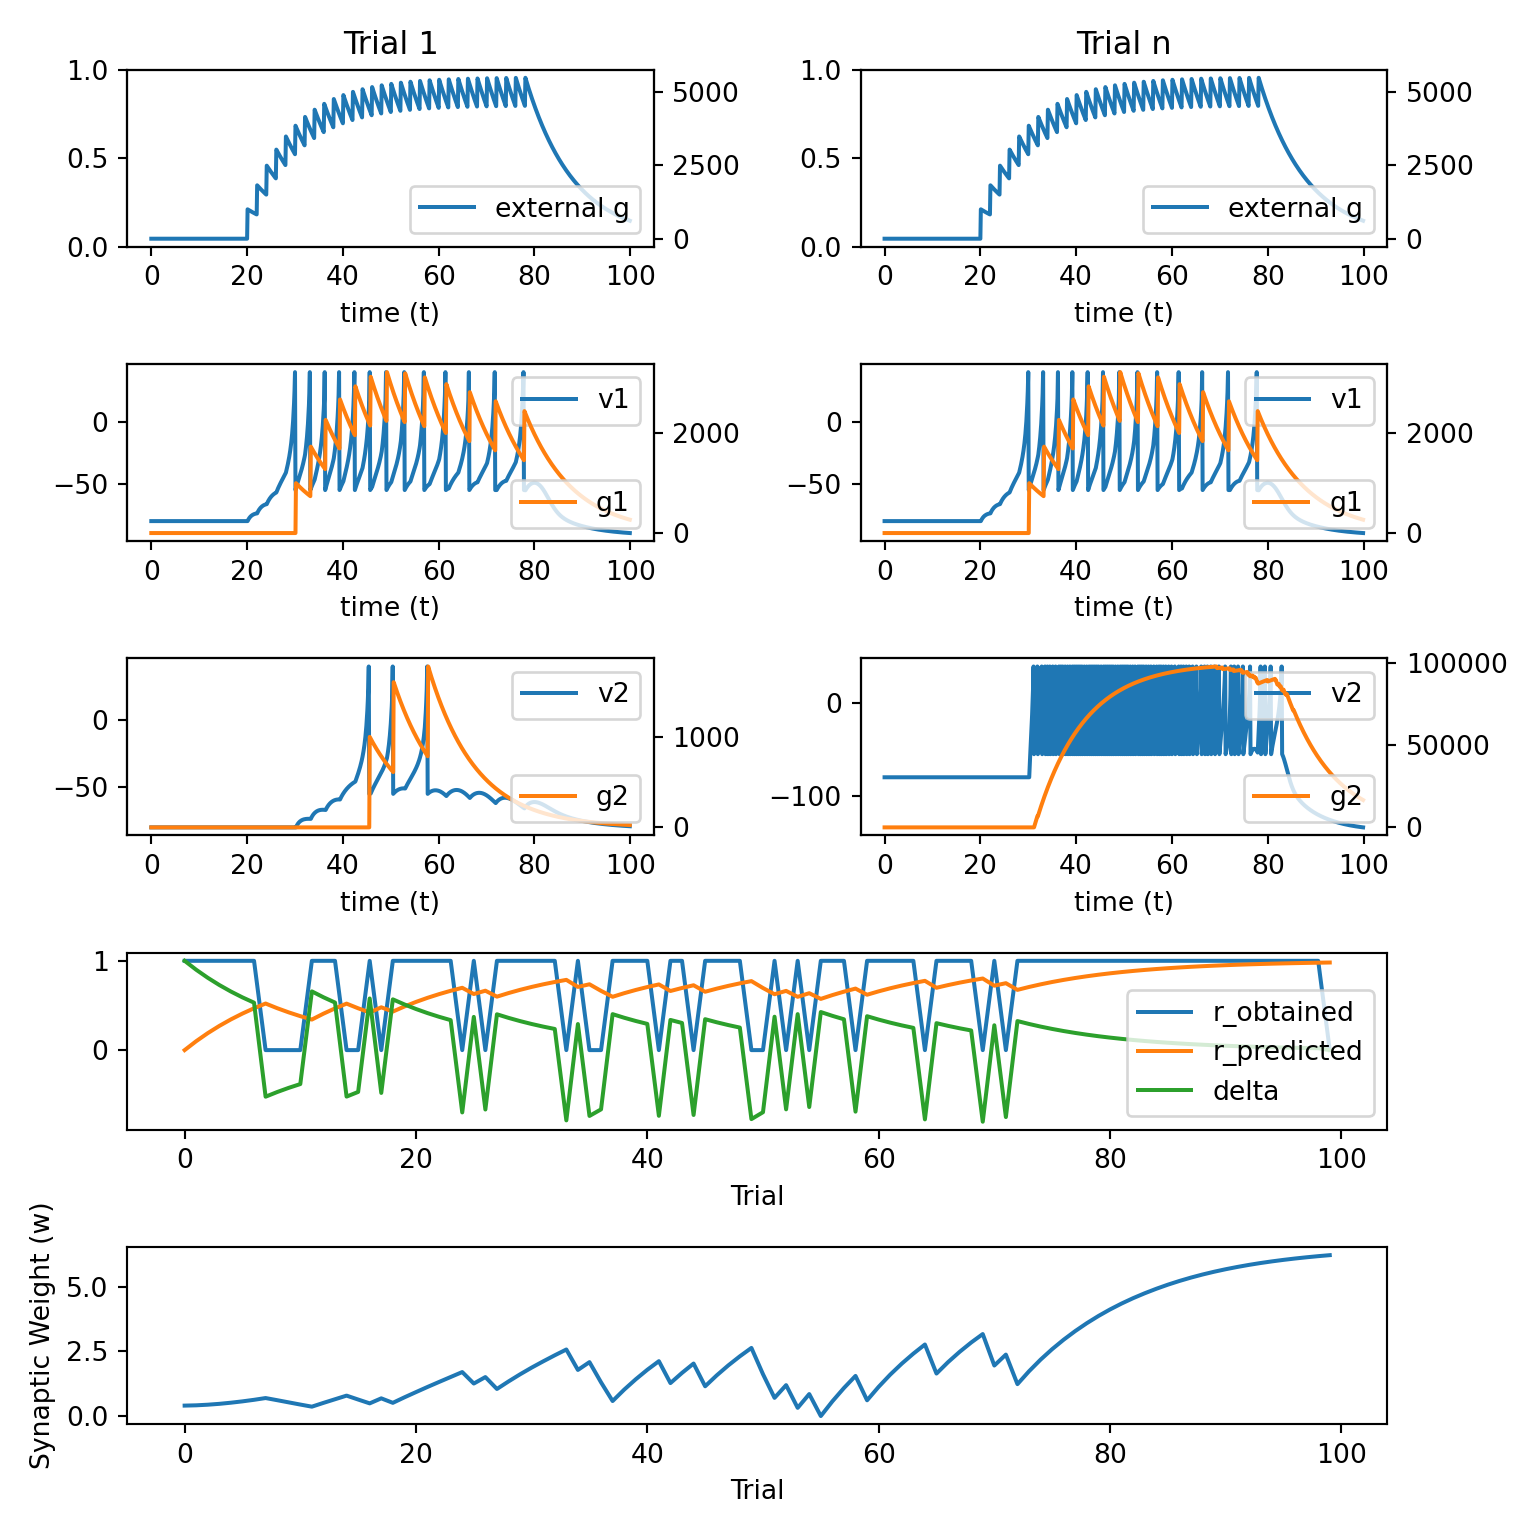 Trial 1
Trial n
1.0
0.5
0.0
5000
2500
0
external g
0 20 40 60 80 100
time (t)
1.0
0.5
0.0
5000
2500
0
external g
0 20 40 60 80 100
time (t)
0
−50
2000
0
v1
g1
0 20 40 60 80 100
time (t)
0
−50
2000
0
v1
g1
0 20 40 60 80 100
time (t)
0
−50
1000
0
v2
g2
0 20 40 60 80 100
time (t)
0
−100
100000
50000
0
v2
g2
0 20 40 60 80 100
time (t)
1
0
r_obtained
r_predicted
delta
0 20 40 60 80 100
Trial
Synaptic Weight (w)
5.0
2.5
0.0
0 20 40 60 80 100
Trial